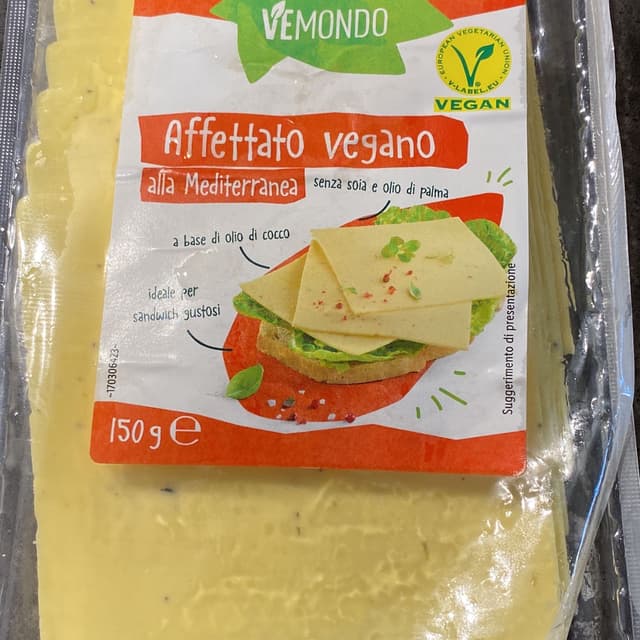 VEMONDO
EUROPEAN VEGETARIAN UNION
V-LABEL.EU
VEGAN
Affettato vegano
alla Mediterranea
senza soia e olio di palma
a base di olio di cocco
ideale per
sandwich gustosi
Suggerimento di presentazione
-170306423-
150 g e